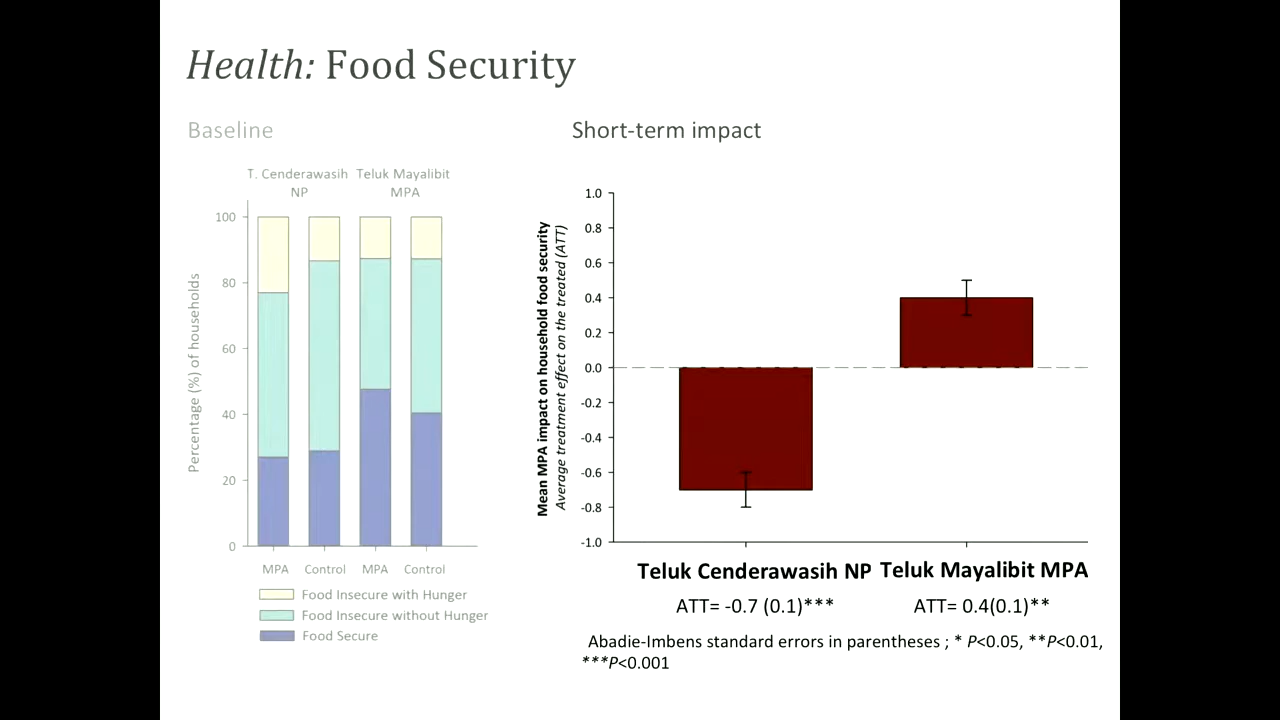 Health: Food Security
Baseline
Short-term impact
T. Cenderawasih NP
Teluk Mayalibit MPA
Percentage (%) of households
100
80
60
40
20
0
MPA
Control
MPA
Control
Food Insecure with Hunger
Food Insecure without Hunger
Food Secure
Mean MPA impact on household food security
Average treatment effect on the treated (ATT)
1.0
0.8
0.6
0.4
0.2
0.0
-0.2
-0.4
-0.6
-0.8
-1.0
Teluk Cenderawasih NP
Teluk Mayalibit MPA
ATT= -0.7 (0.1)***
ATT= 0.4(0.1)**
Abadie-Imbens standard errors in parentheses ; * P<0.05, **P<0.01,
***P<0.001